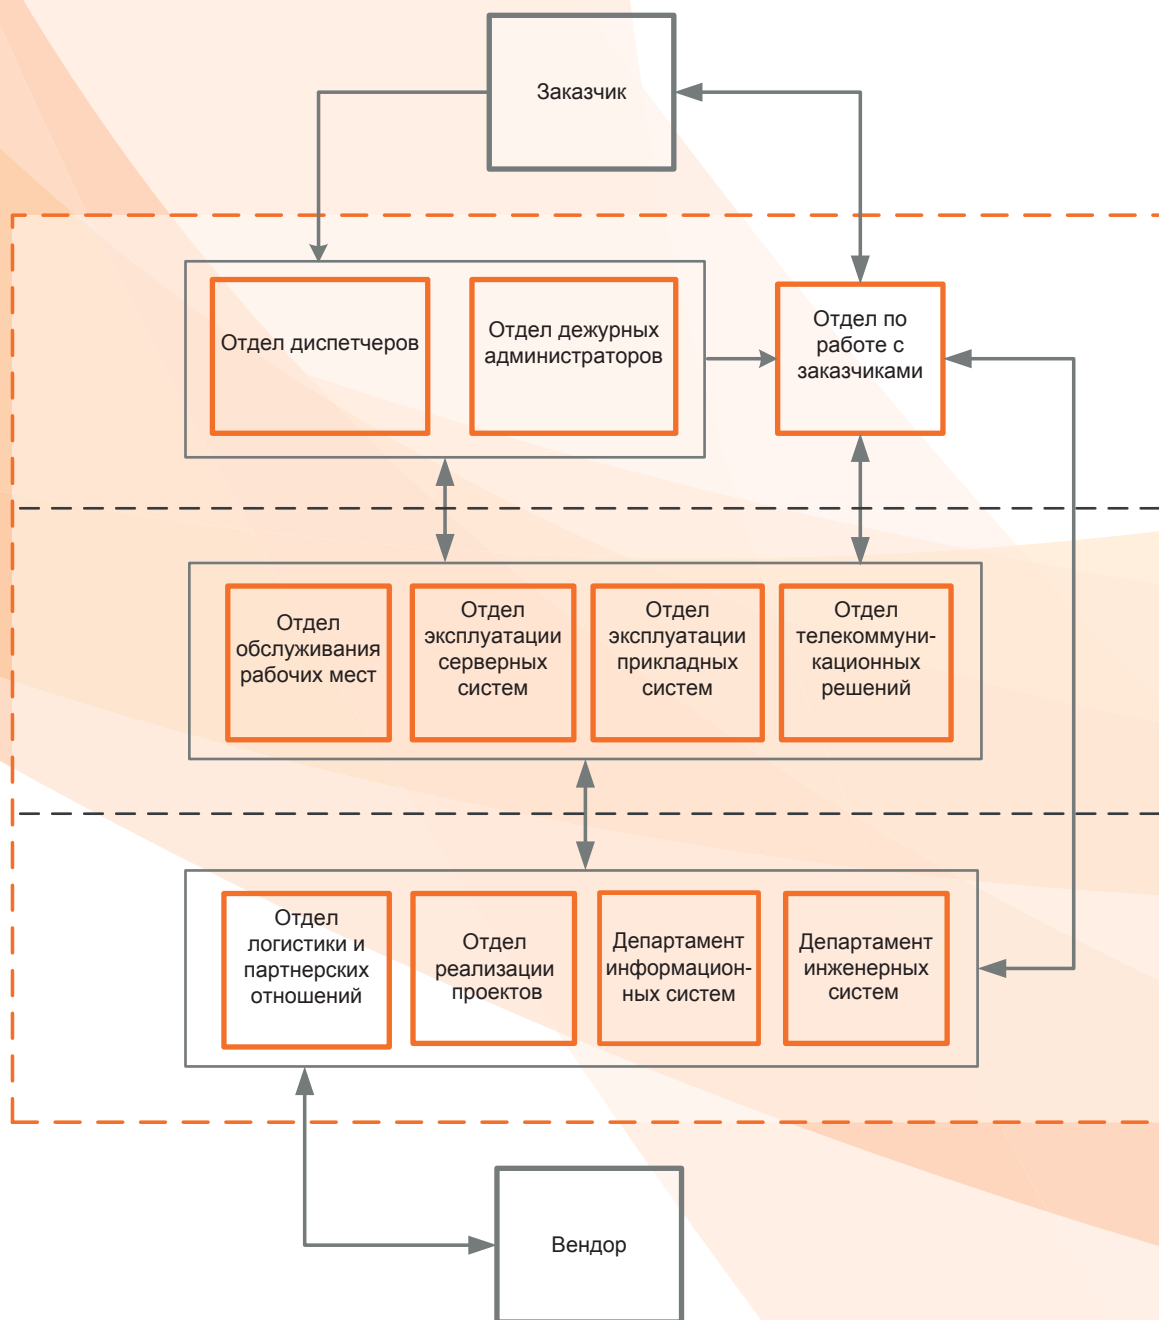 Заказчик
Отдел диспетчеров
Отдел дежурных
администраторов
Отдел по
работе с
заказчиками
Отдел
обслуживания
рабочих мест
Отдел
эксплуатации
серверных
систем
Отдел
эксплуатации
прикладных
систем
Отдел
телекоммуни-
кационных
решений
Отдел
логистики и
партнерских
отношений
Отдел
реализации
проектов
Департамент
информацион-
ных систем
Департамент
инженерных
систем
Вендор